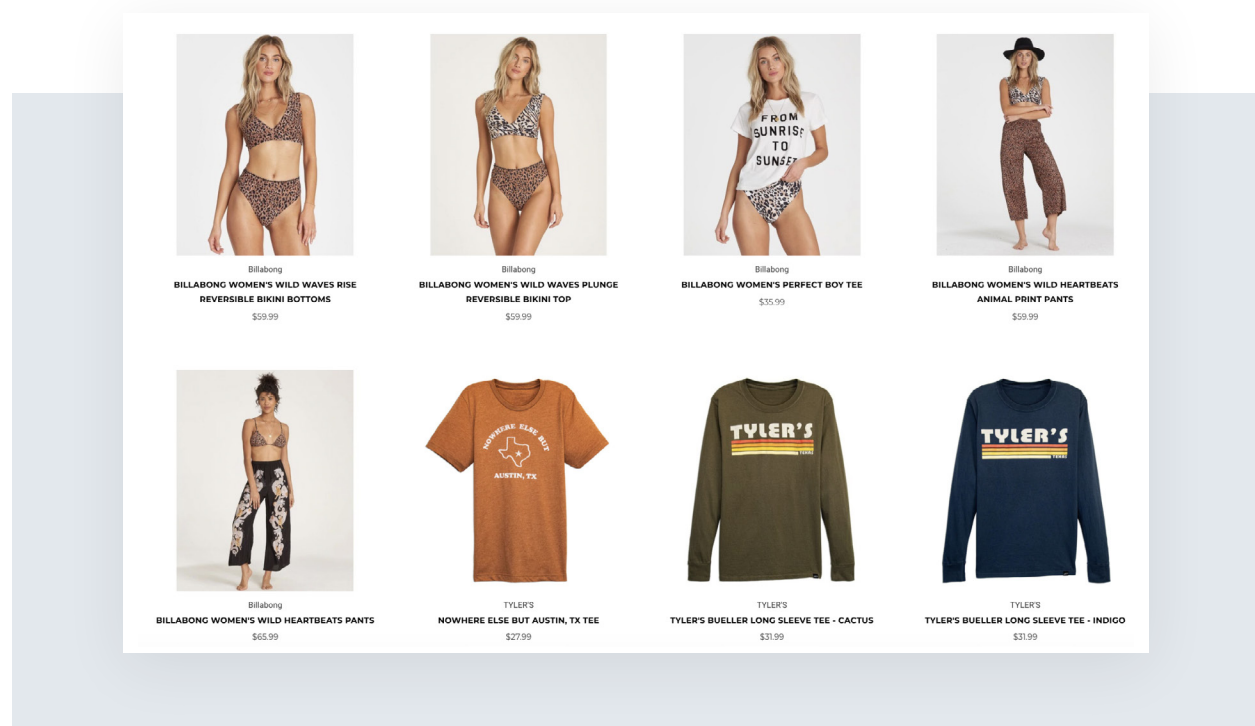 FROM
SUNRISE
TO
SUNSET
Billabong
BILLABONG WOMEN'S WILD WAVES RISE
REVERSIBLE BIKINI BOTTOMS
$59.99
Billabong
BILLABONG WOMEN'S WILD WAVES PLUNGE
REVERSIBLE BIKINI TOP
$59.99
Billabong
BILLABONG WOMEN'S PERFECT BOY TEE
$35.99
Billabong
BILLABONG WOMEN'S WILD HEARTBEATS
ANIMAL PRINT PANTS
$59.99
NOWHERE ELSE BUT
AUSTIN, TX
TYLER'S
TEXAS
TYLER'S
TEXAS
Billabong
BILLABONG WOMEN'S WILD HEARTBEATS PANTS
$65.99
TYLER'S
NOWHERE ELSE BUT AUSTIN, TX TEE
$27.99
TYLER'S
TYLER'S BUELLER LONG SLEEVE TEE - CACTUS
$31.99
TYLER'S
TYLER'S BUELLER LONG SLEEVE TEE - INDIGO
$31.99